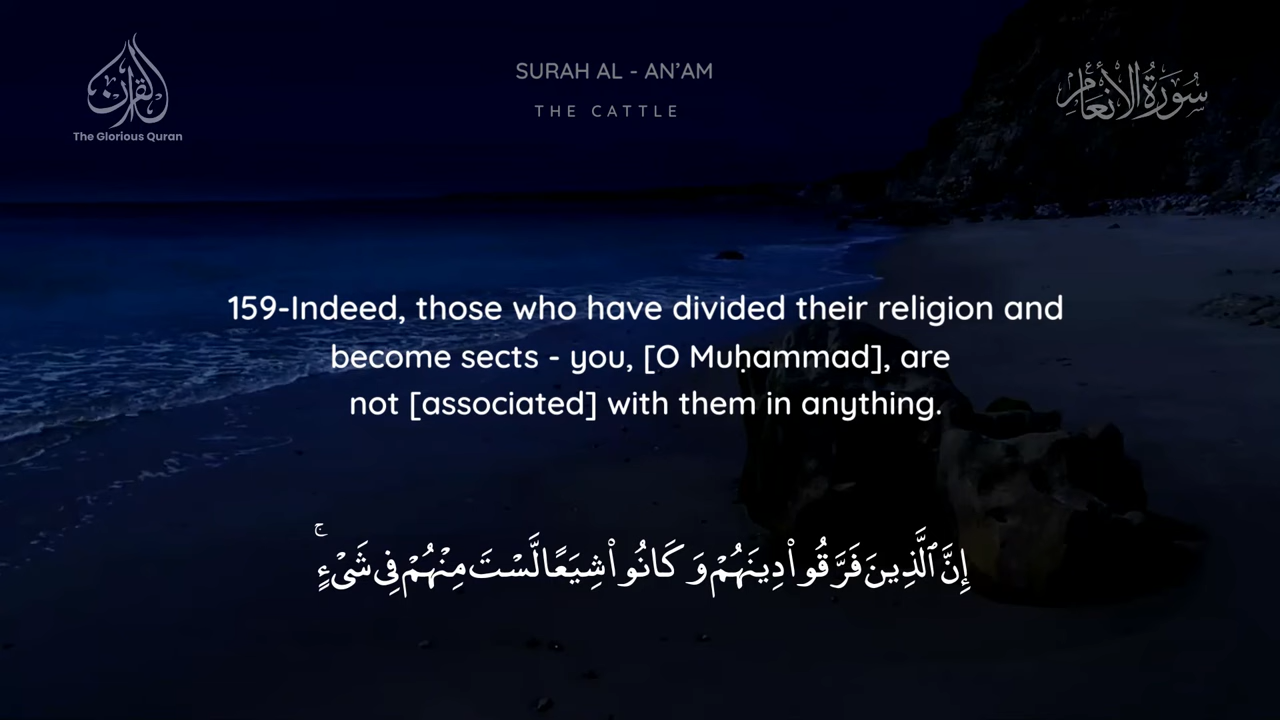 القرآن
The Glorious Quran
SURAH AL - AN’AM
THE CATTLE
سُورَةُ الأَنْعَامِ
159-Indeed, those who have divided their religion and
become sects - you, [O Muḥammad], are
not [associated] with them in anything.
إِنَّ ٱلَّذِينَ فَرَّقُوا۟ دِينَهُمْ وَكَانُوا۟ شِيَعًا لَّسْتَ مِنْهُمْ فِى شَىْءٍ ۚ